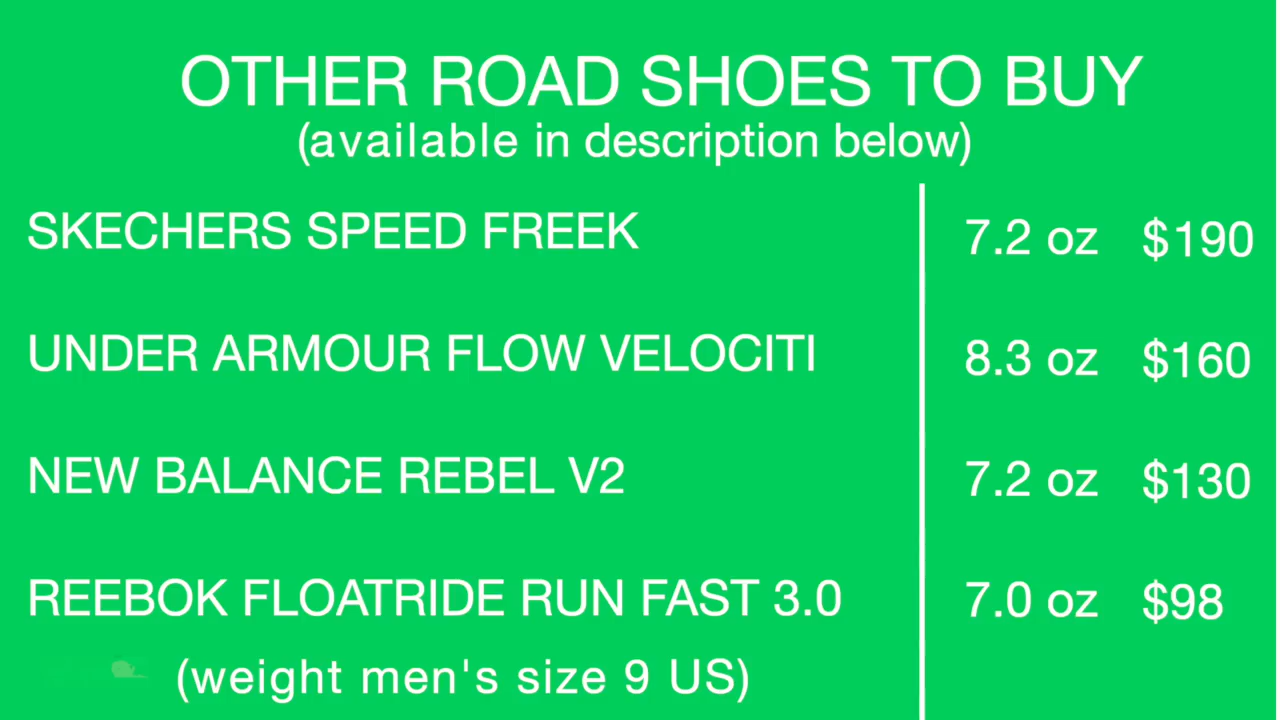 OTHER ROAD SHOES TO BUY
(available in description below)
SKECHERS SPEED FREEK 7.2 oz $190
UNDER ARMOUR FLOW VELOCITI 8.3 oz $160
NEW BALANCE REBEL V2 7.2 oz $130
REEBOK FLOATRIDE RUN FAST 3.0 7.0 oz $98
(weight men's size 9 US)